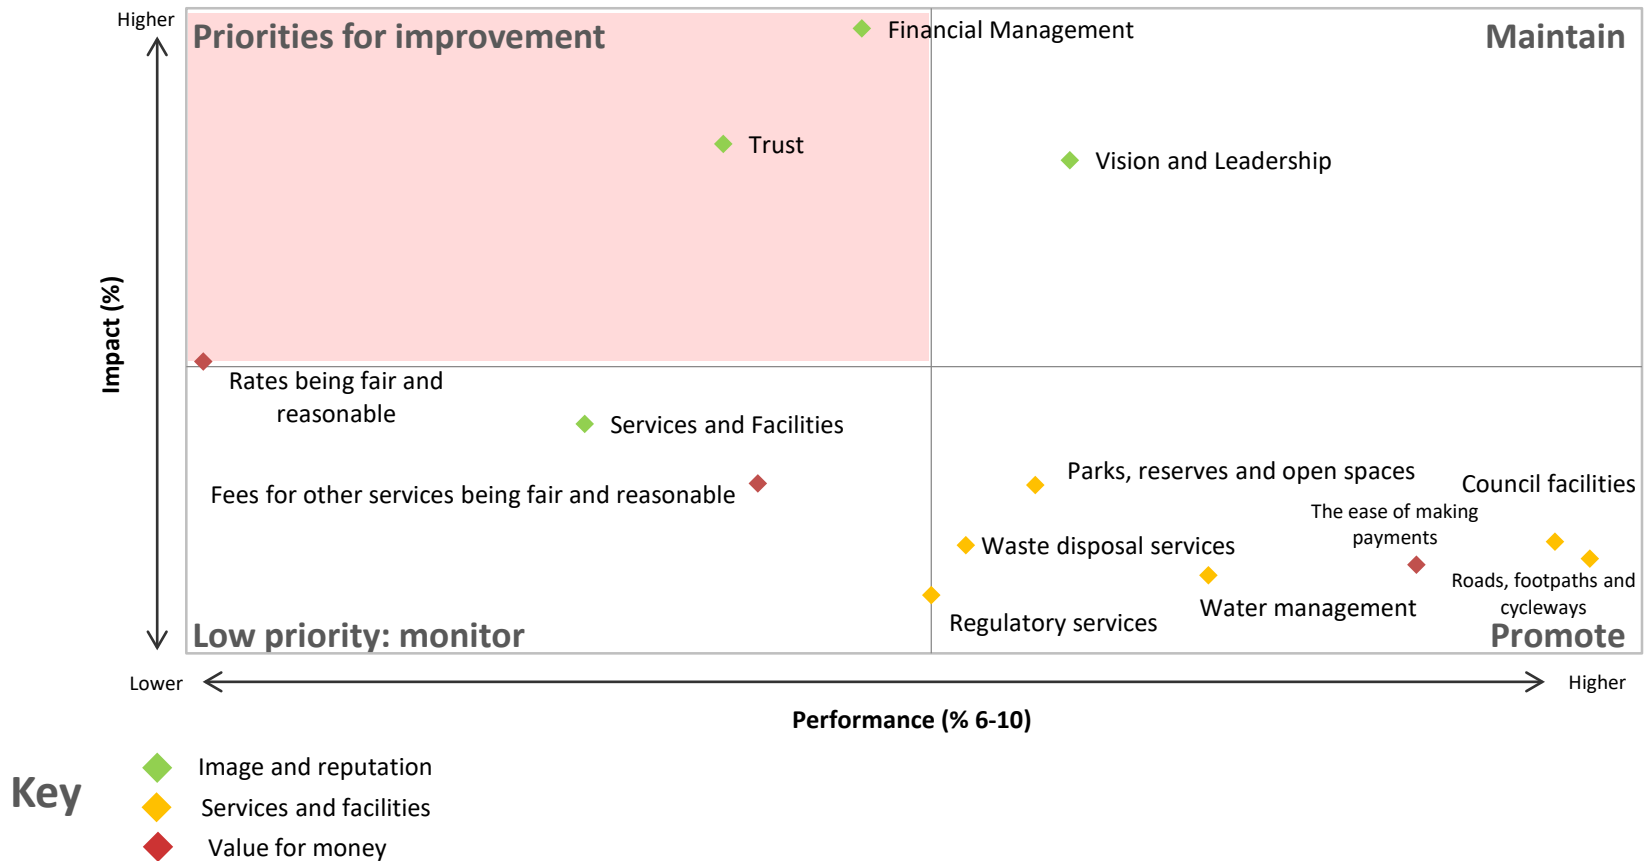 Higher
Priorities for improvement
Financial Management
Maintain
Trust
Vision and Leadership
Impact (%)
Rates being fair and
reasonable
Services and Facilities
Fees for other services being fair and reasonable
Parks, reserves and open spaces
Council facilities
The ease of making
payments
Waste disposal services
Roads, footpaths and
cycleways
Water management
Regulatory services
Low priority: monitor
Promote
Lower
Higher
Performance (% 6-10)
Key
Image and reputation
Services and facilities
Value for money